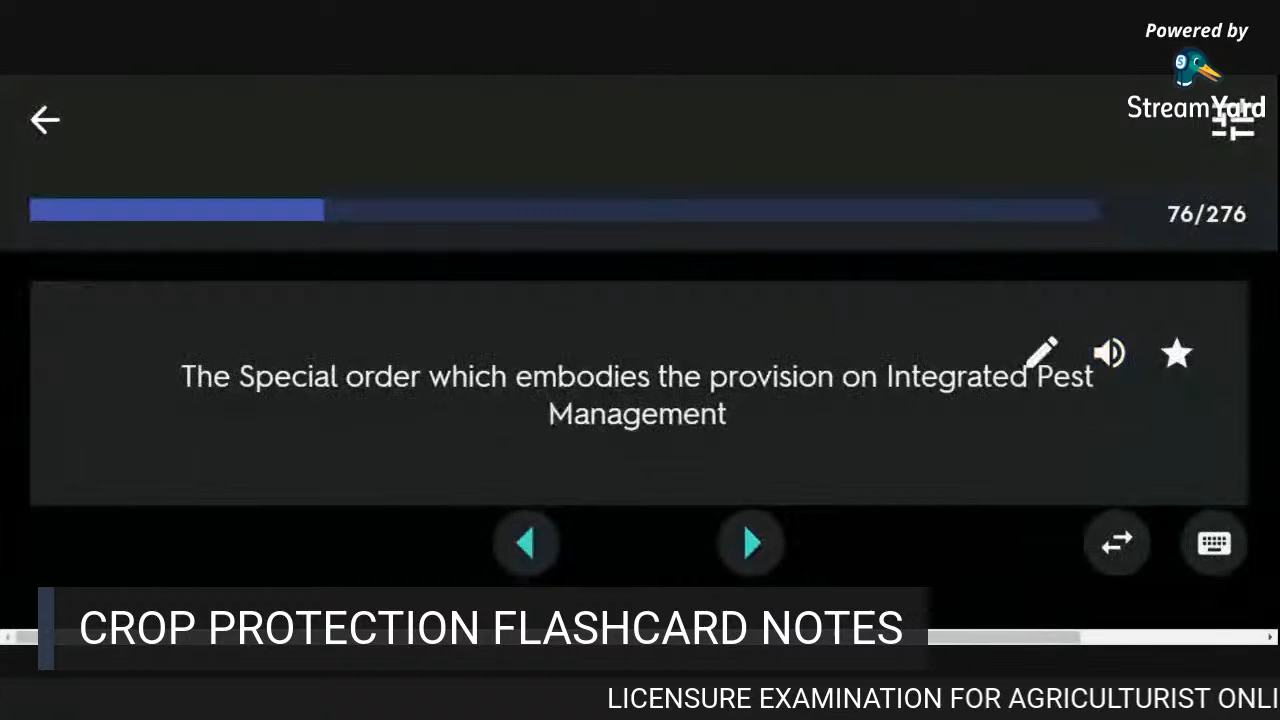 Powered by
StreamYard
76/276
The Special order which embodies the provision on Integrated Pest
Management
CROP PROTECTION FLASHCARD NOTES
LICENSURE EXAMINATION FOR AGRICULTURIST ONLI